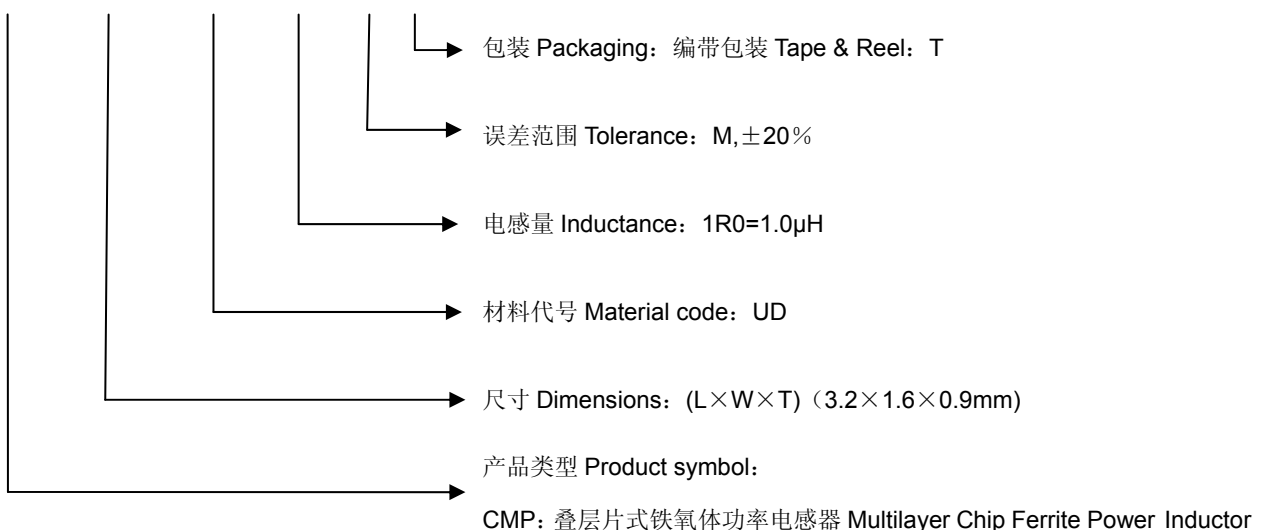 包装 Packaging：编带包装 Tape & Reel：T
误差范围 Tolerance：M,±20％
电感量 Inductance：1R0=1.0μH
材料代号 Material code：UD
尺寸 Dimensions：(L×W×T)（3.2×1.6×0.9mm)
产品类型 Product symbol：
CMP：叠层片式铁氧体功率电感器 Multilayer Chip Ferrite Power Inductor